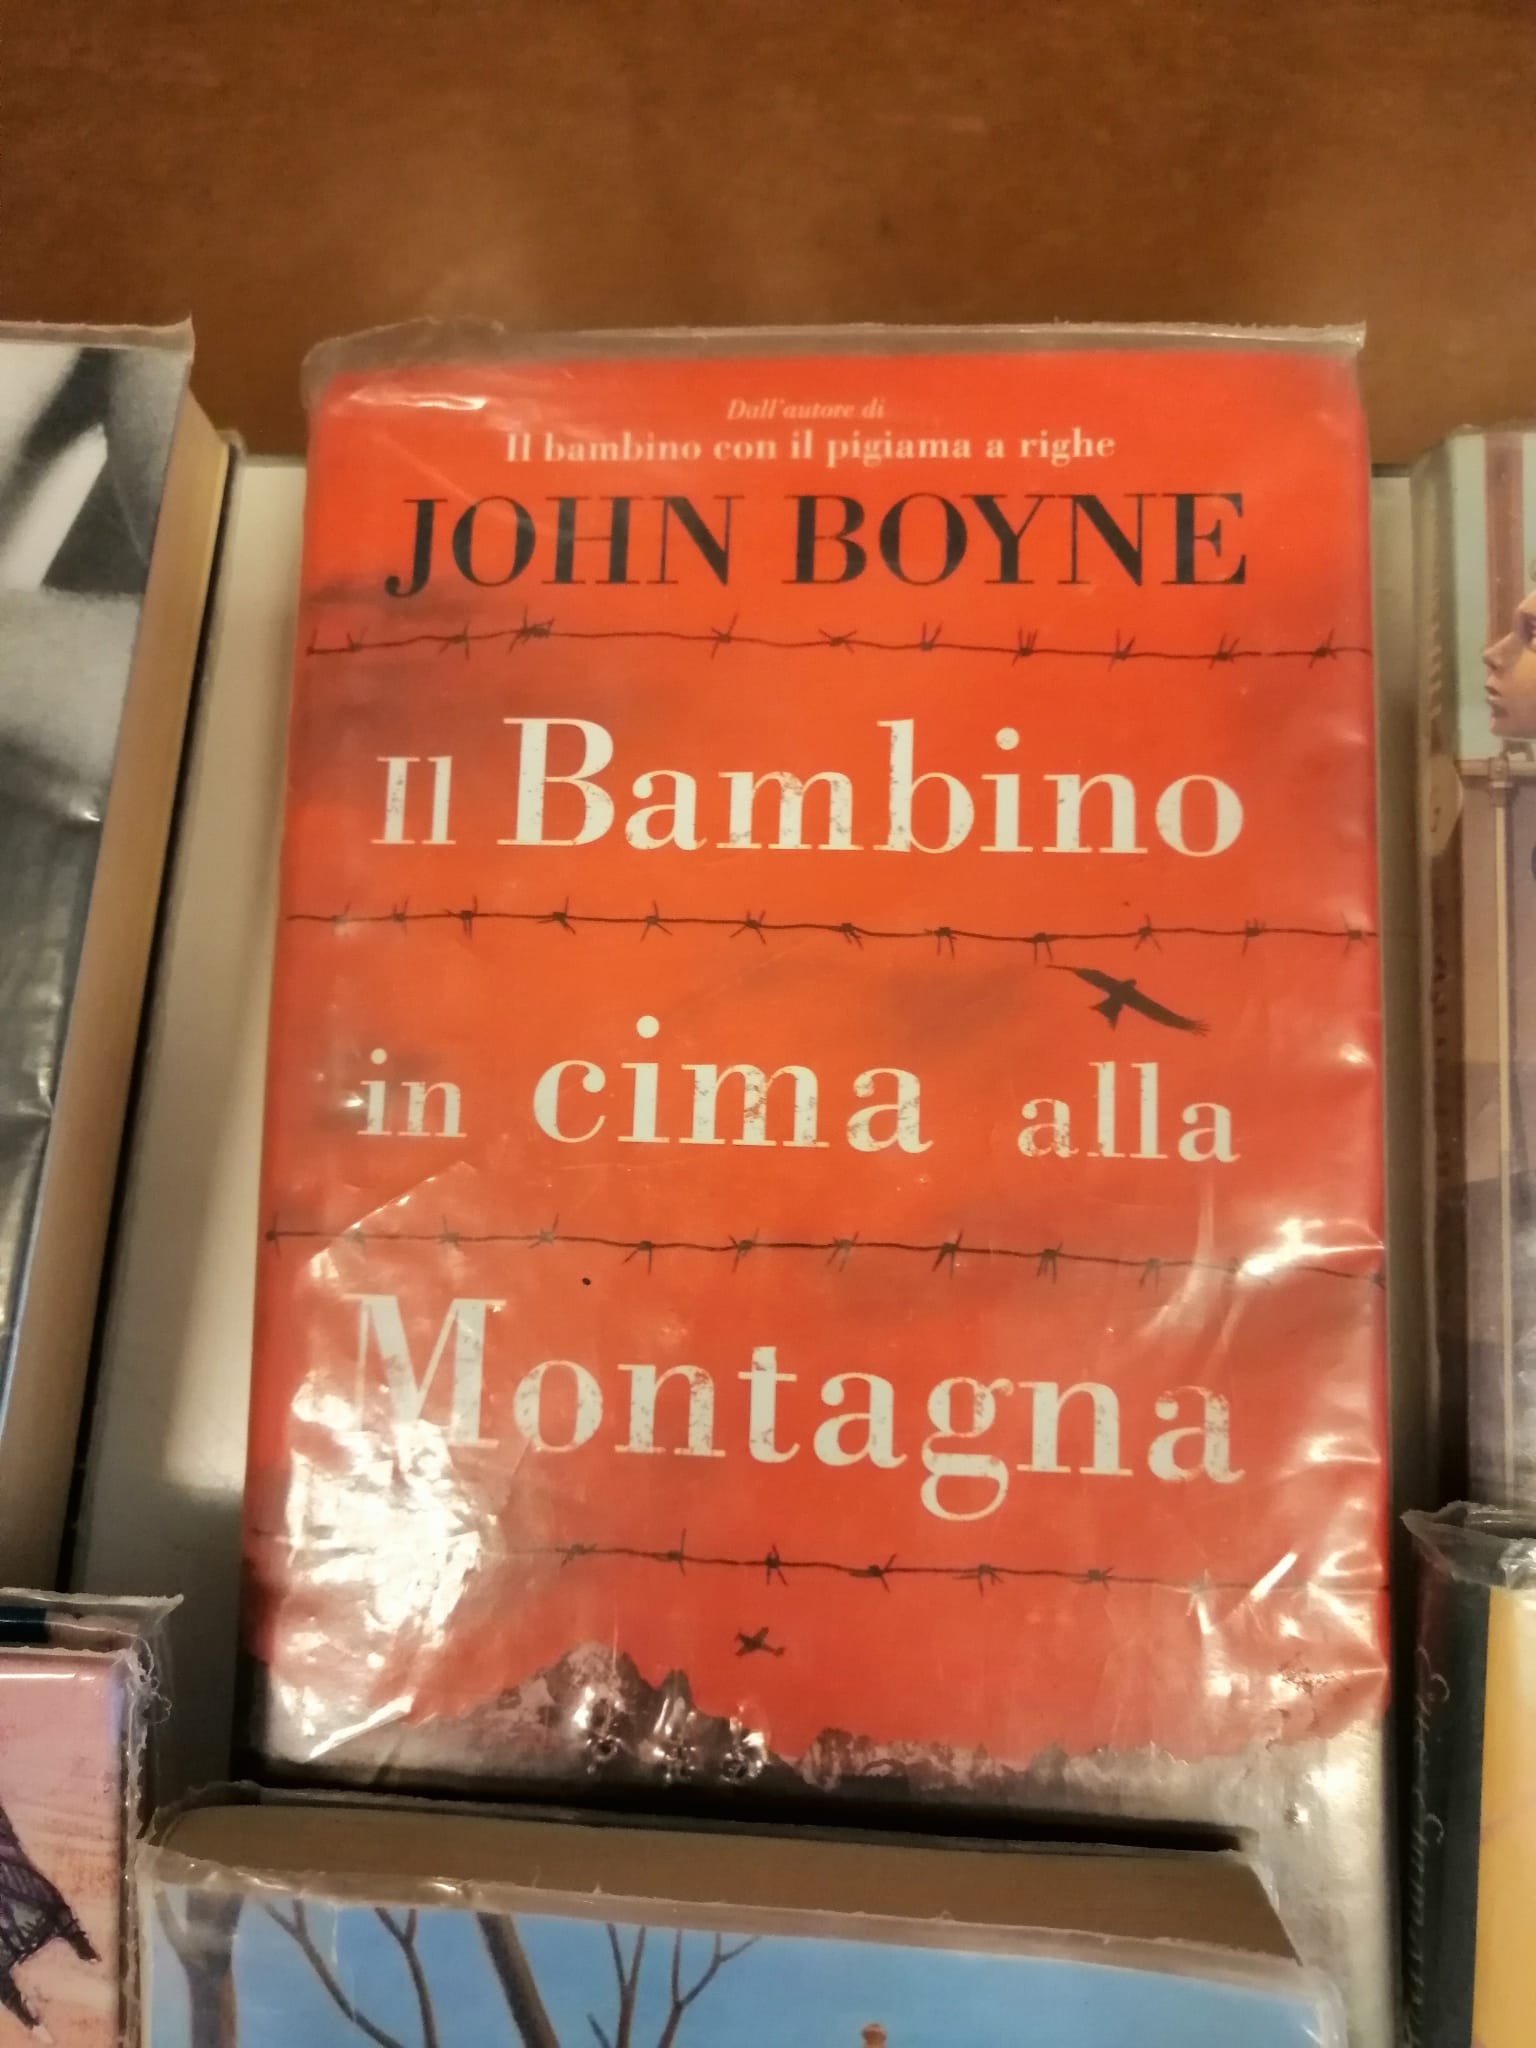 Dall'autore di
Il bambino con il pigiama a righe
JOHN BOYNE
Il Bambino
in cima alla
Montagna